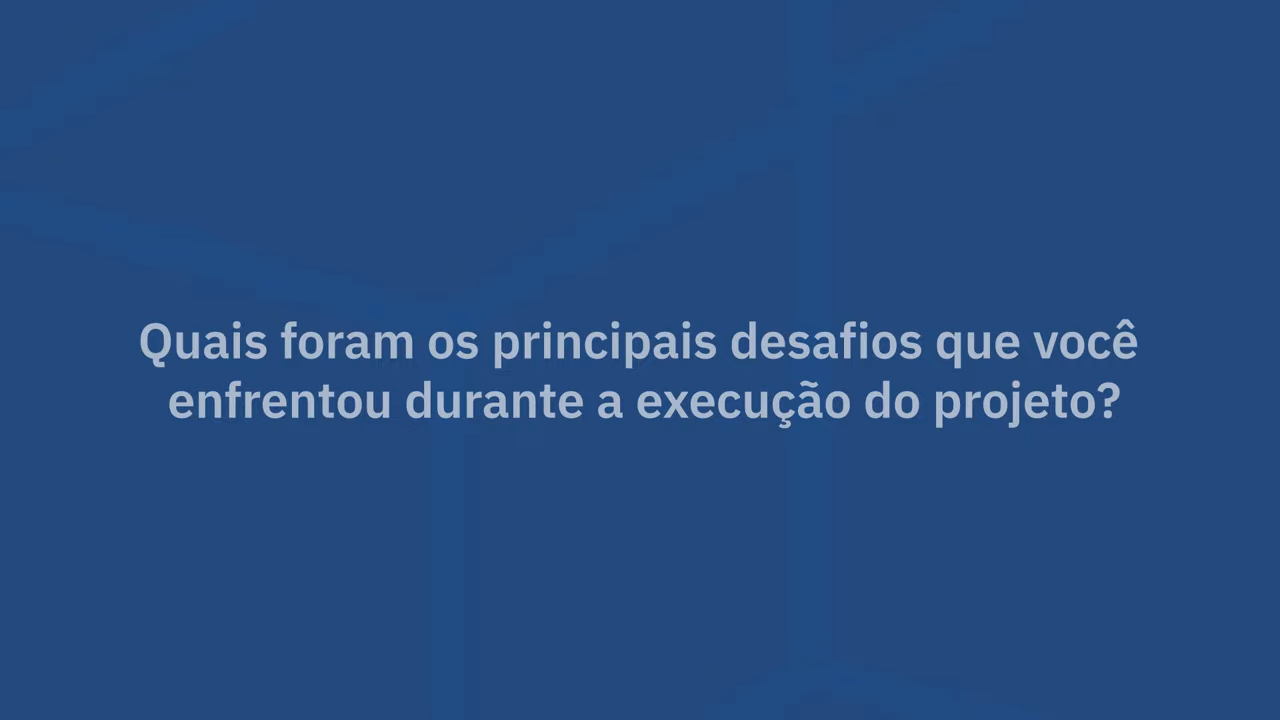 Quais foram os principais desafios que você
enfrentou durante a execução do projeto?